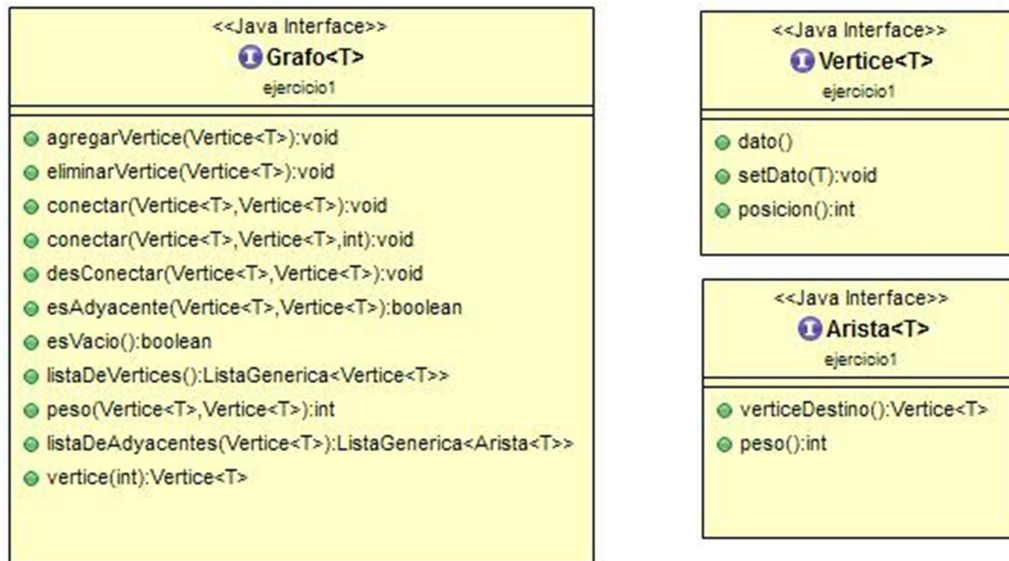 <<Java Interface>>
I Grafo<T>
ejercicio1
agregarVertice(Vertice<T>):void
eliminarVertice(Vertice<T>):void
conectar(Vertice<T>,Vertice<T>):void
conectar(Vertice<T>,Vertice<T>,int):void
desConectar(Vertice<T>,Vertice<T>):void
esAdyacente(Vertice<T>,Vertice<T>):boolean
esVacio():boolean
listaDeVertices():ListaGenerica<Vertice<T>>
peso(Vertice<T>,Vertice<T>):int
listaDeAdyacentes(Vertice<T>):ListaGenerica<Arista<T>>
vertice(int):Vertice<T>
<<Java Interface>>
I Vertice<T>
ejercicio1
dato()
setDato(T):void
posicion():int
<<Java Interface>>
I Arista<T>
ejercicio1
verticeDestino():Vertice<T>
peso():int